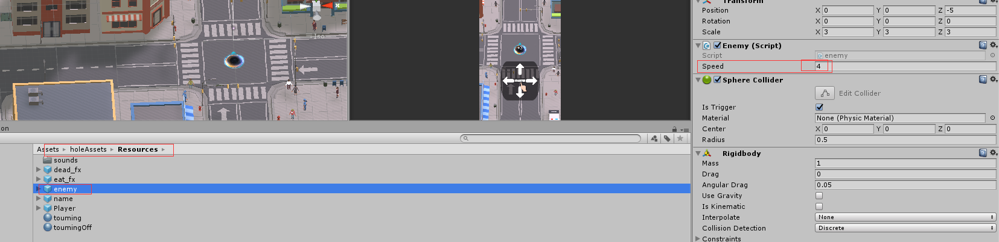 Transform
Position X 0 Y 0 Z -5
Rotation X 0 Y 0 Z 0
Scale X 3 Y 3 Z 3
Enemy (Script)
Script enemy
Speed 4
Sphere Collider
Edit Collider
Is Trigger
Material None (Physic Material)
Center X 0 Y 0 Z 0
Radius 0.5
Rigidbody
Mass 1
Drag 0
Angular Drag 0.05
Use Gravity
Is Kinematic
Interpolate None
Collision Detection Discrete
Constraints
x
Iso
on
Assets holeAssets Resources
sounds
dead_fx
eat_fx
enemy
name
Player
touming
toumingOff